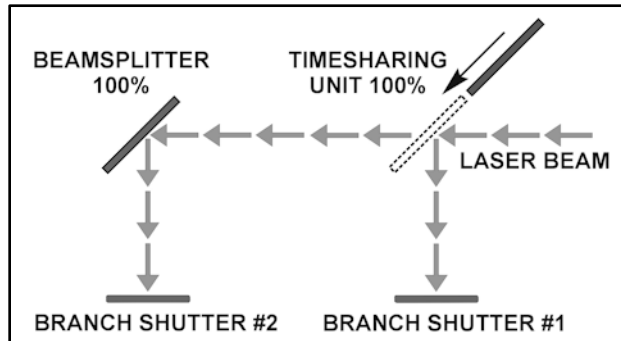 BEAMSPLITTER
100%
TIMESHARING
UNIT 100%
LASER BEAM
BRANCH SHUTTER #2
BRANCH SHUTTER #1